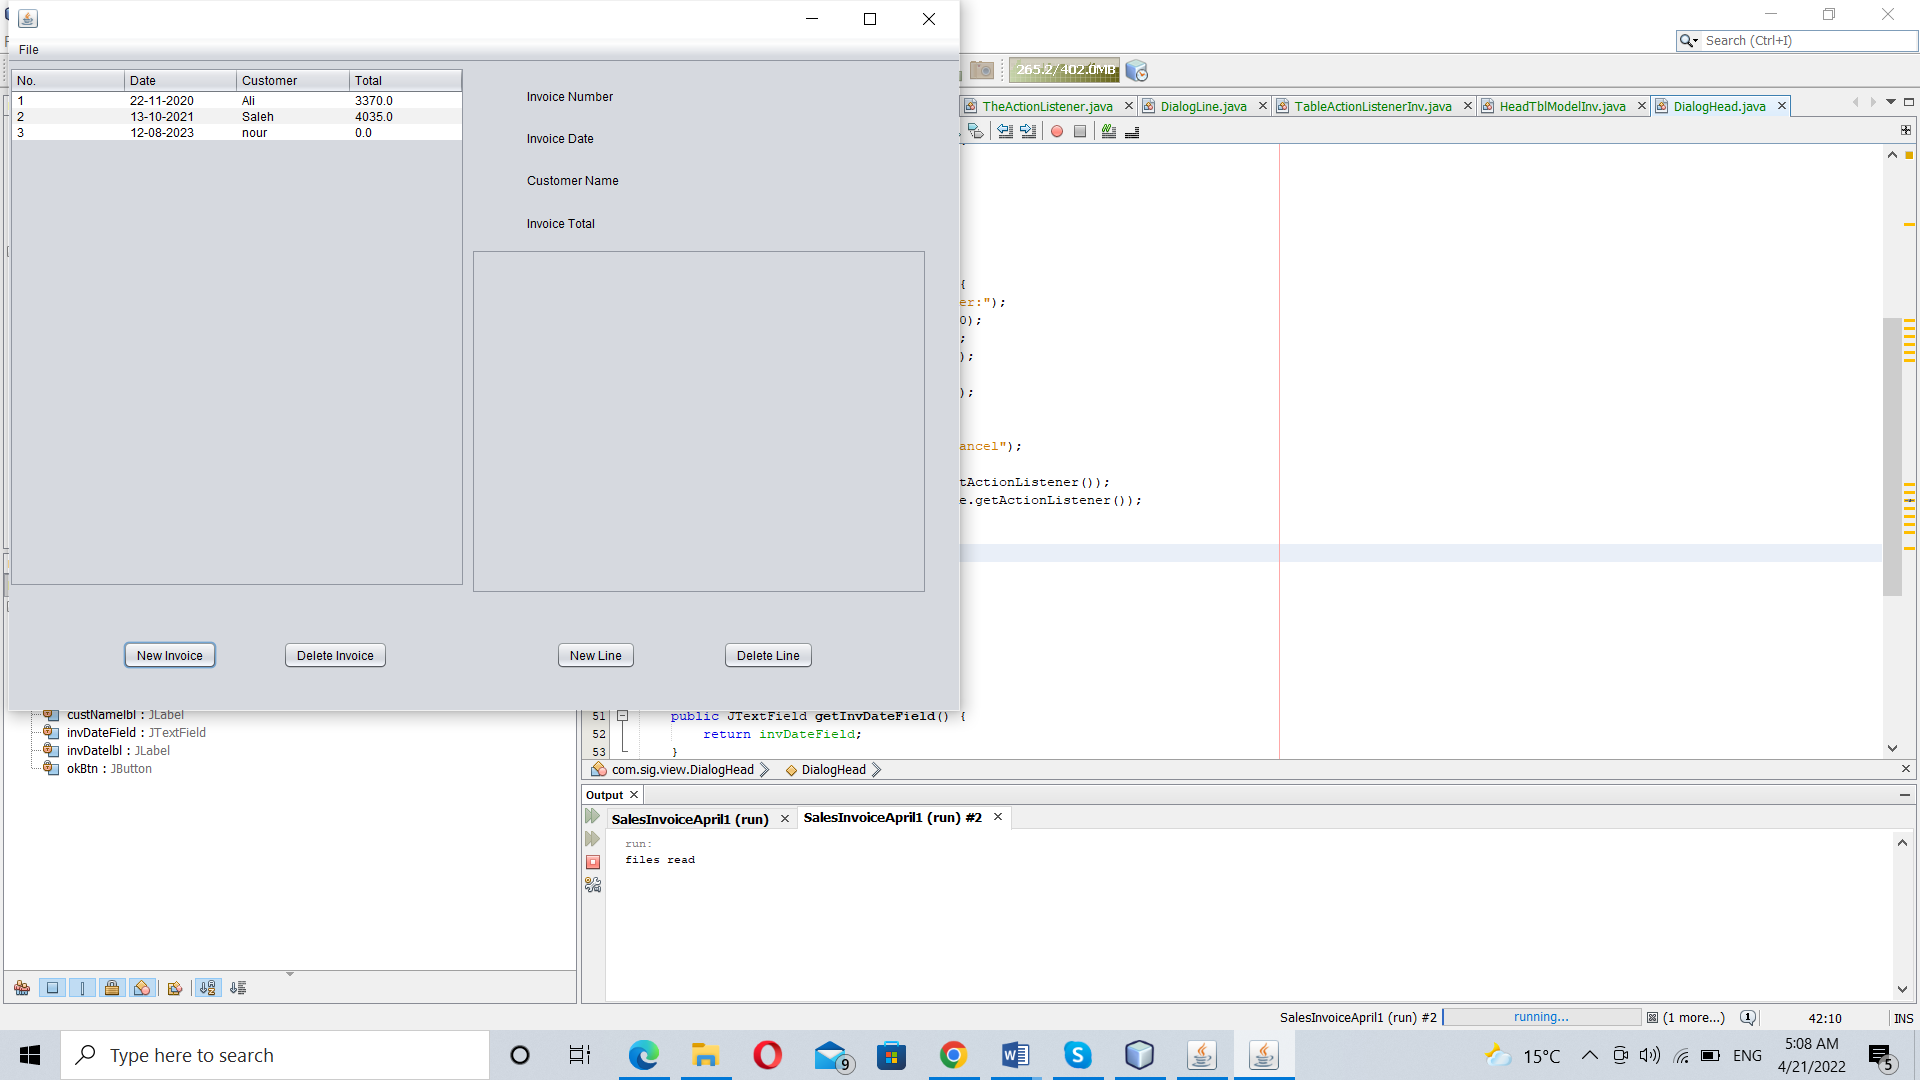 File
No. Date Customer Total
1 22-11-2020 Ali 3370.0
2 13-10-2021 Saleh 4035.0
3 12-08-2023 nour 0.0
Invoice Number
Invoice Date
Customer Name
Invoice Total
New Invoice Delete Invoice New Line Delete Line
Search (Ctrl+I)
265.2/402.0MB
TheActionListener.java DialogLine.java TableActionListenerInv.java HeadTblModelInv.java DialogHead.java
{
er:");
0);
;
);
);
ancel");
tActionListener());
e.getActionListener());
51 public JTextField getInvDateField() {
52 return invDateField;
53 }
custNamelbl : JLabel
invDateField : JTextField
invDatelbl : JLabel
okBtn : JButton
com.sig.view.DialogHead DialogHead
Output
SalesInvoiceApril1 (run) SalesInvoiceApril1 (run) #2
run:
files read
SalesInvoiceApril1 (run) #2 running... (1 more...) 1 42:10 INS
Type here to search
9
15°C ENG
5:08 AM
4/21/2022
5